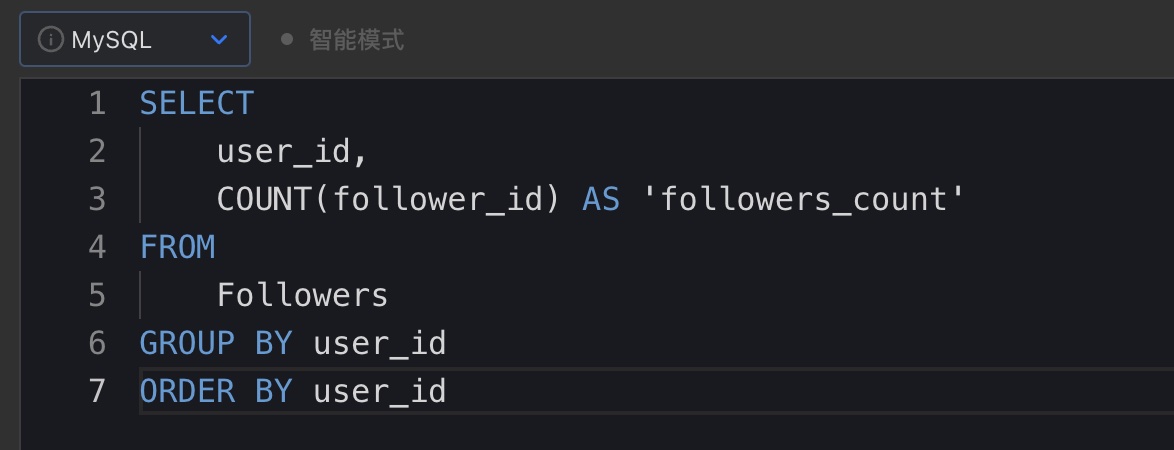 MySQL 智能模式
1 SELECT
2 user_id,
3 COUNT(follower_id) AS 'followers_count'
4 FROM
5 Followers
6 GROUP BY user_id
7 ORDER BY user_id